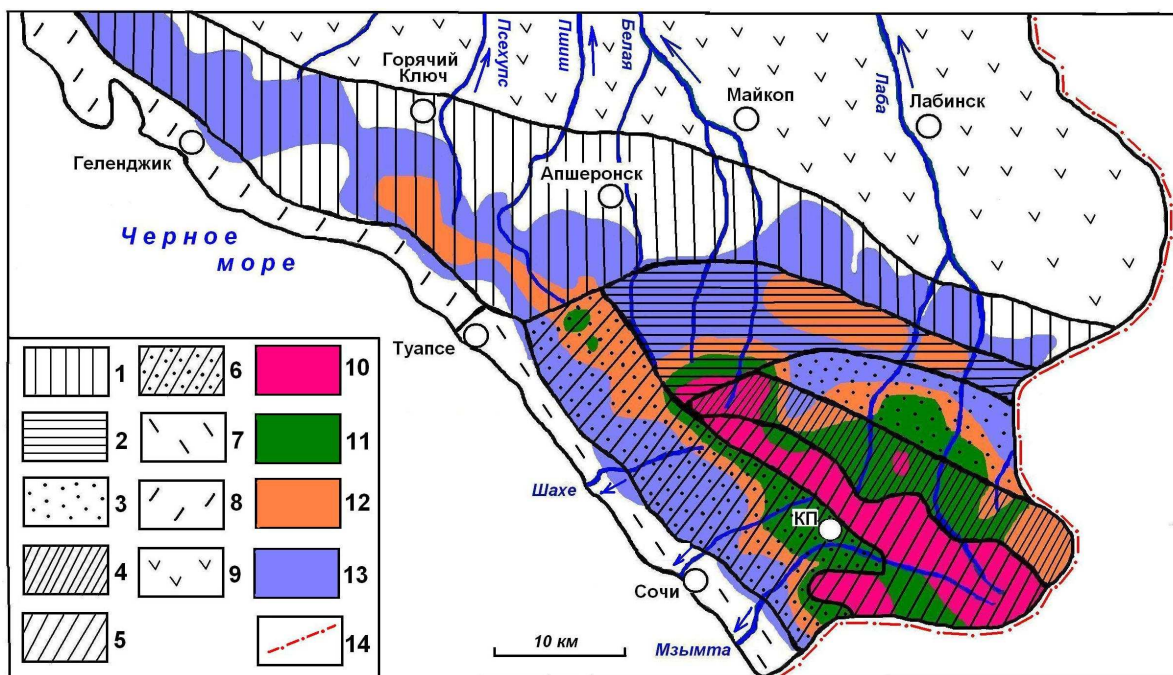 Псехупс
Пшиш
Белая
Лаба
Горячий
Ключ
Майкоп
Лабинск
Геленджик
Апшеронск
Черное
море
Туапсе
Шахе
КП
Сочи
Мзымта
10 км
1
6
10
2
7
11
3
8
12
4
9
13
5
14